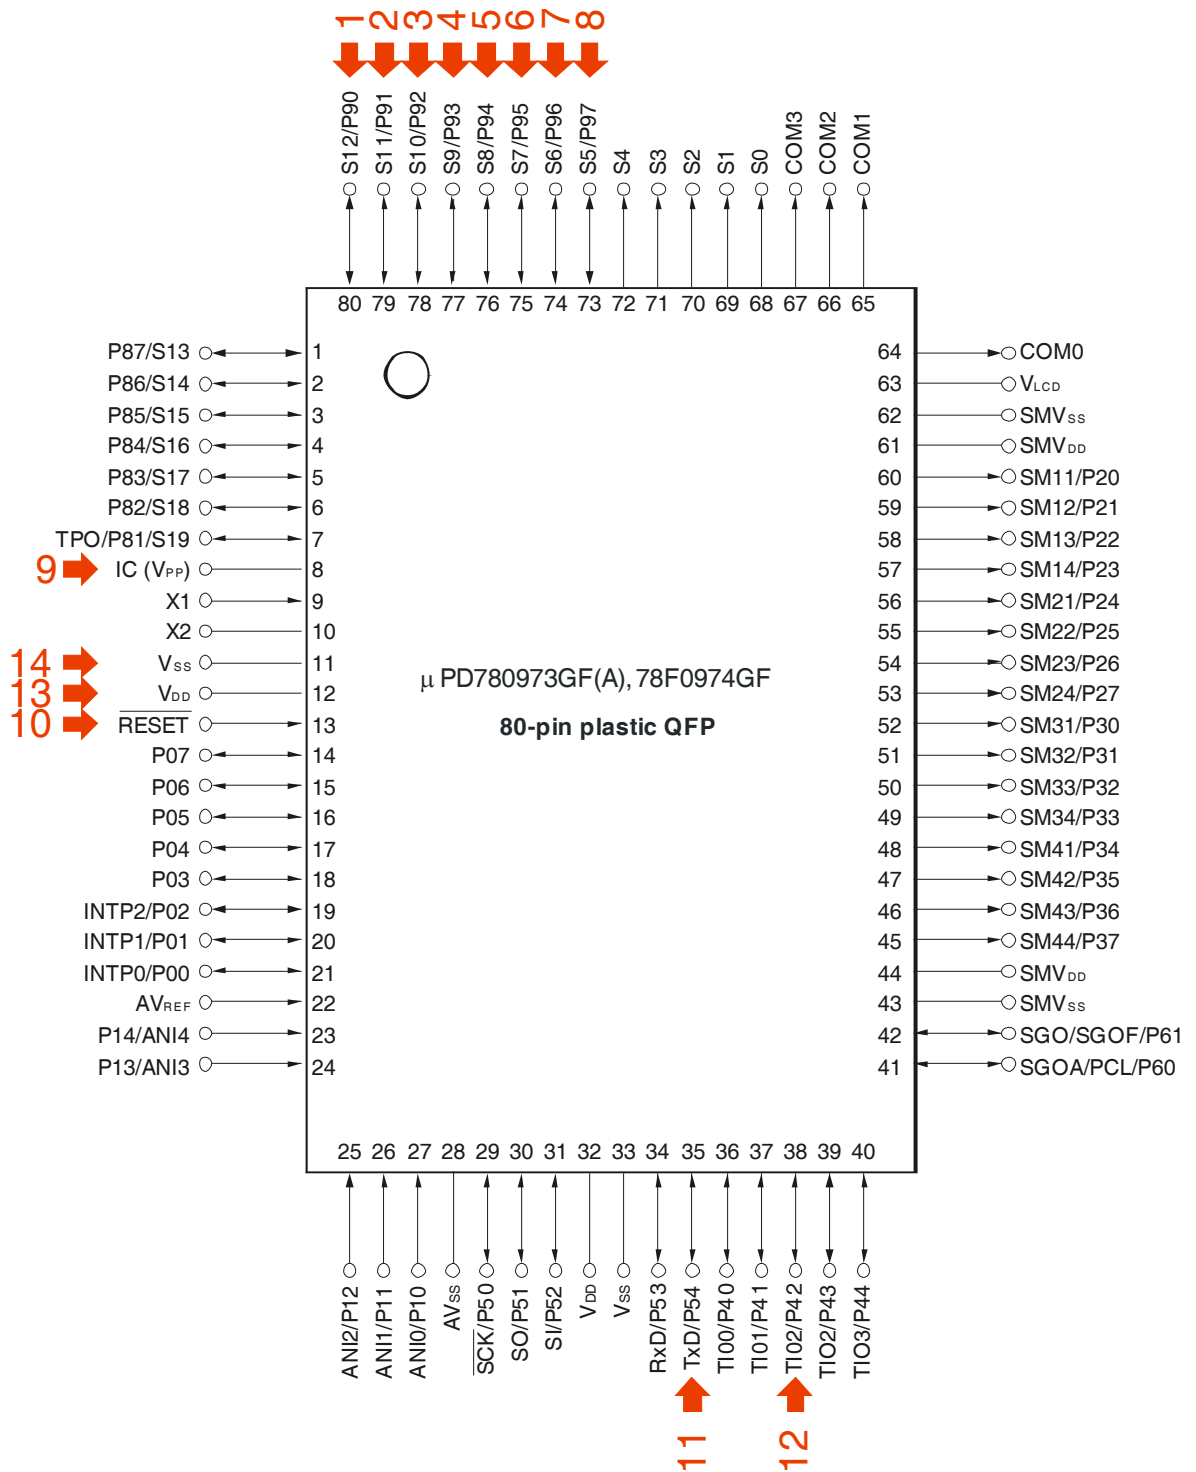 1 2 3 4 5 6 7 8
S12/P90 S11/P91 S10/P92 S9/P93 S8/P94 S7/P95 S6/P96 S5/P97 S4 S3 S2 S1 S0 COM3 COM2 COM1
80 79 78 77 76 75 74 73 72 71 70 69 68 67 66 65
P87/S13 1 64 COM0
P86/S14 2 63 VLCD
P85/S15 3 62 SMVSS
P84/S16 4 61 SMVDD
P83/S17 5 60 SM11/P20
P82/S18 6 59 SM12/P21
TPO/P81/S19 7 58 SM13/P22
9 IC (VPP) 8 57 SM14/P23
X1 9 56 SM21/P24
X2 10 55 SM22/P25
14 VSS 11 54 SM23/P26
μ PD780973GF(A), 78F0974GF
13 VDD 12 53 SM24/P27
10 RESET 13 52 SM31/P30
80-pin plastic QFP
P07 14 51 SM32/P31
P06 15 50 SM33/P32
P05 16 49 SM34/P33
P04 17 48 SM41/P34
P03 18 47 SM42/P35
INTP2/P02 19 46 SM43/P36
INTP1/P01 20 45 SM44/P37
INTP0/P00 21 44 SMVDD
AVREF 22 43 SMVSS
P14/ANI4 23 42 SGO/SGOF/P61
P13/ANI3 24 41 SGOA/PCL/P60
25 26 27 28 29 30 31 32 33 34 35 36 37 38 39 40
ANI2/P12 ANI1/P11 ANI0/P10 AVSS SCK/P50 SO/P51 SI/P52 VDD VSS RxD/P53 TxD/P54 TI00/P40 TI01/P41 TI02/P42 TIO2/P43 TIO3/P44
11 12